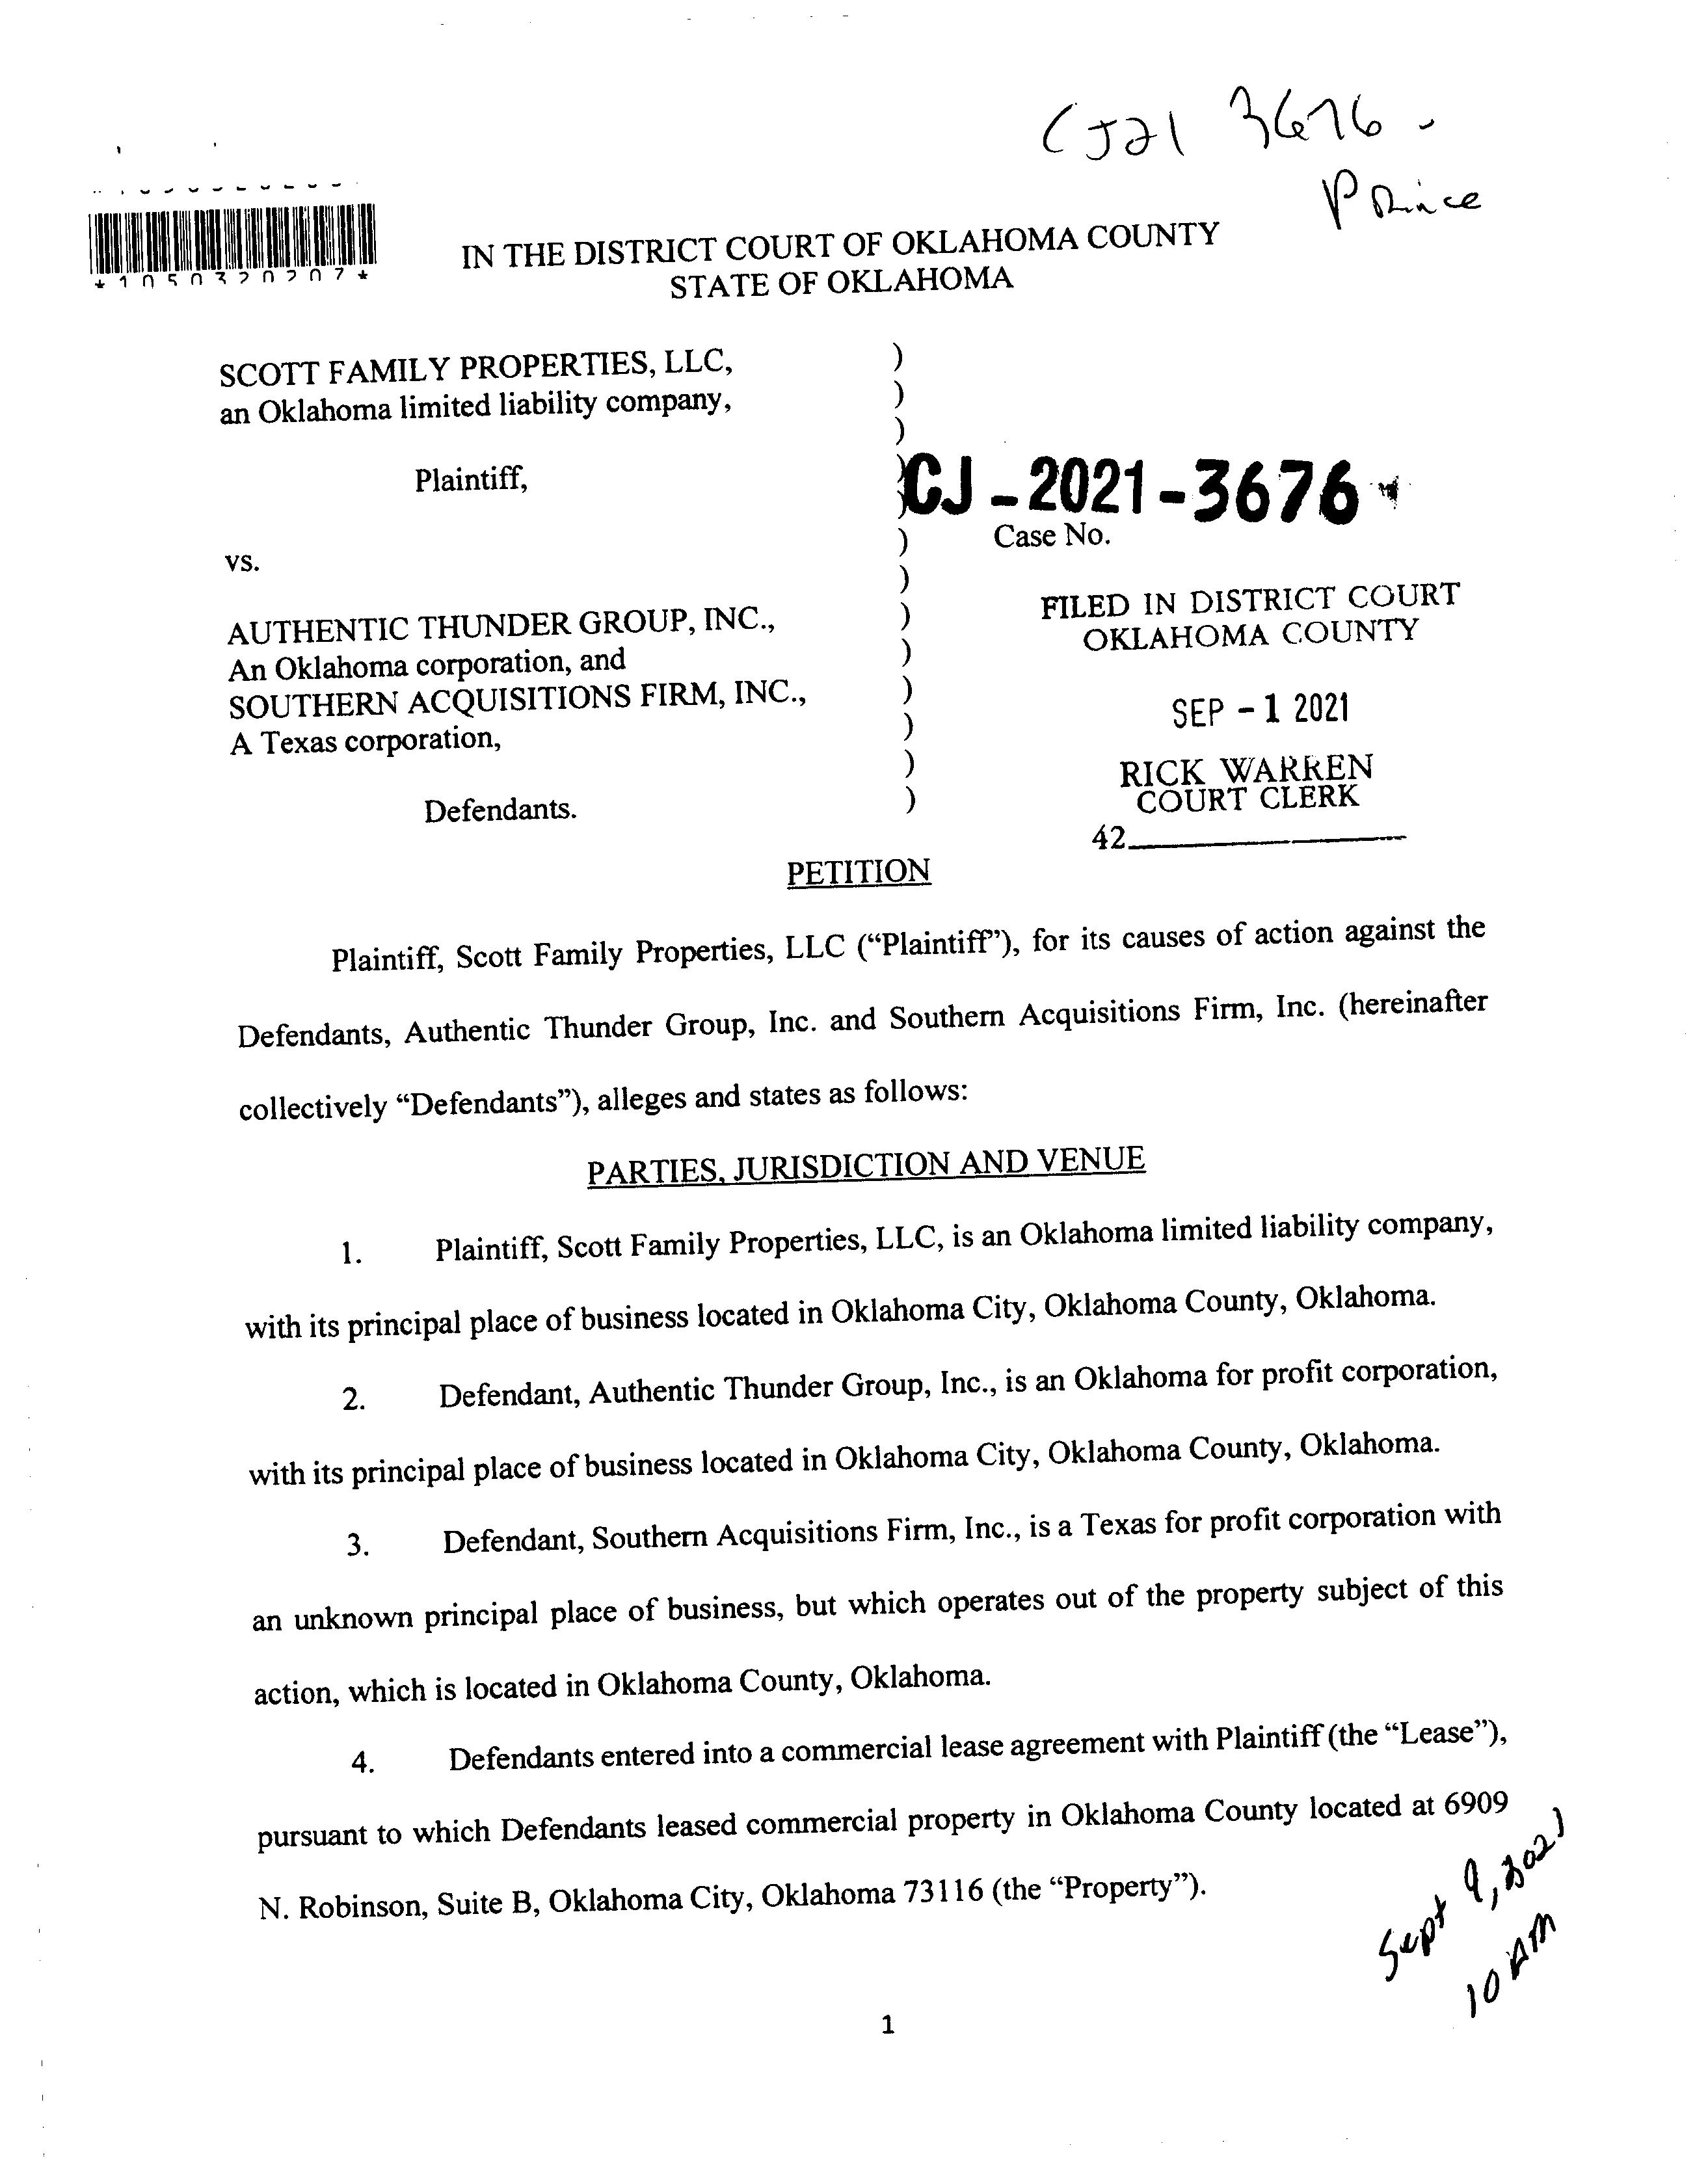 CJ21 3676
Prince
*1050320207*
IN THE DISTRICT COURT OF OKLAHOMA COUNTY
STATE OF OKLAHOMA
SCOTT FAMILY PROPERTIES, LLC, )
an Oklahoma limited liability company, )
)
Plaintiff, )
CJ-2021-3676
) Case No.
vs. )
AUTHENTIC THUNDER GROUP, INC., )
An Oklahoma corporation, and )
SOUTHERN ACQUISITIONS FIRM, INC., )
A Texas corporation, )
)
Defendants. )
FILED IN DISTRICT COURT
OKLAHOMA COUNTY
SEP - 1 2021
RICK WARREN
COURT CLERK
42
PETITION
Plaintiff, Scott Family Properties, LLC (“Plaintiff”), for its causes of action against the
Defendants, Authentic Thunder Group, Inc. and Southern Acquisitions Firm, Inc. (hereinafter
collectively “Defendants”), alleges and states as follows:
PARTIES, JURISDICTION AND VENUE
1. Plaintiff, Scott Family Properties, LLC, is an Oklahoma limited liability company,
with its principal place of business located in Oklahoma City, Oklahoma County, Oklahoma.
2. Defendant, Authentic Thunder Group, Inc., is an Oklahoma for profit corporation,
with its principal place of business located in Oklahoma City, Oklahoma County, Oklahoma.
3. Defendant, Southern Acquisitions Firm, Inc., is a Texas for profit corporation with
an unknown principal place of business, but which operates out of the property subject of this
action, which is located in Oklahoma County, Oklahoma.
4. Defendants entered into a commercial lease agreement with Plaintiff (the “Lease”),
pursuant to which Defendants leased commercial property in Oklahoma County located at 6909
N. Robinson, Suite B, Oklahoma City, Oklahoma 73116 (the “Property”).
Sept 9, 2021
10 AM
1